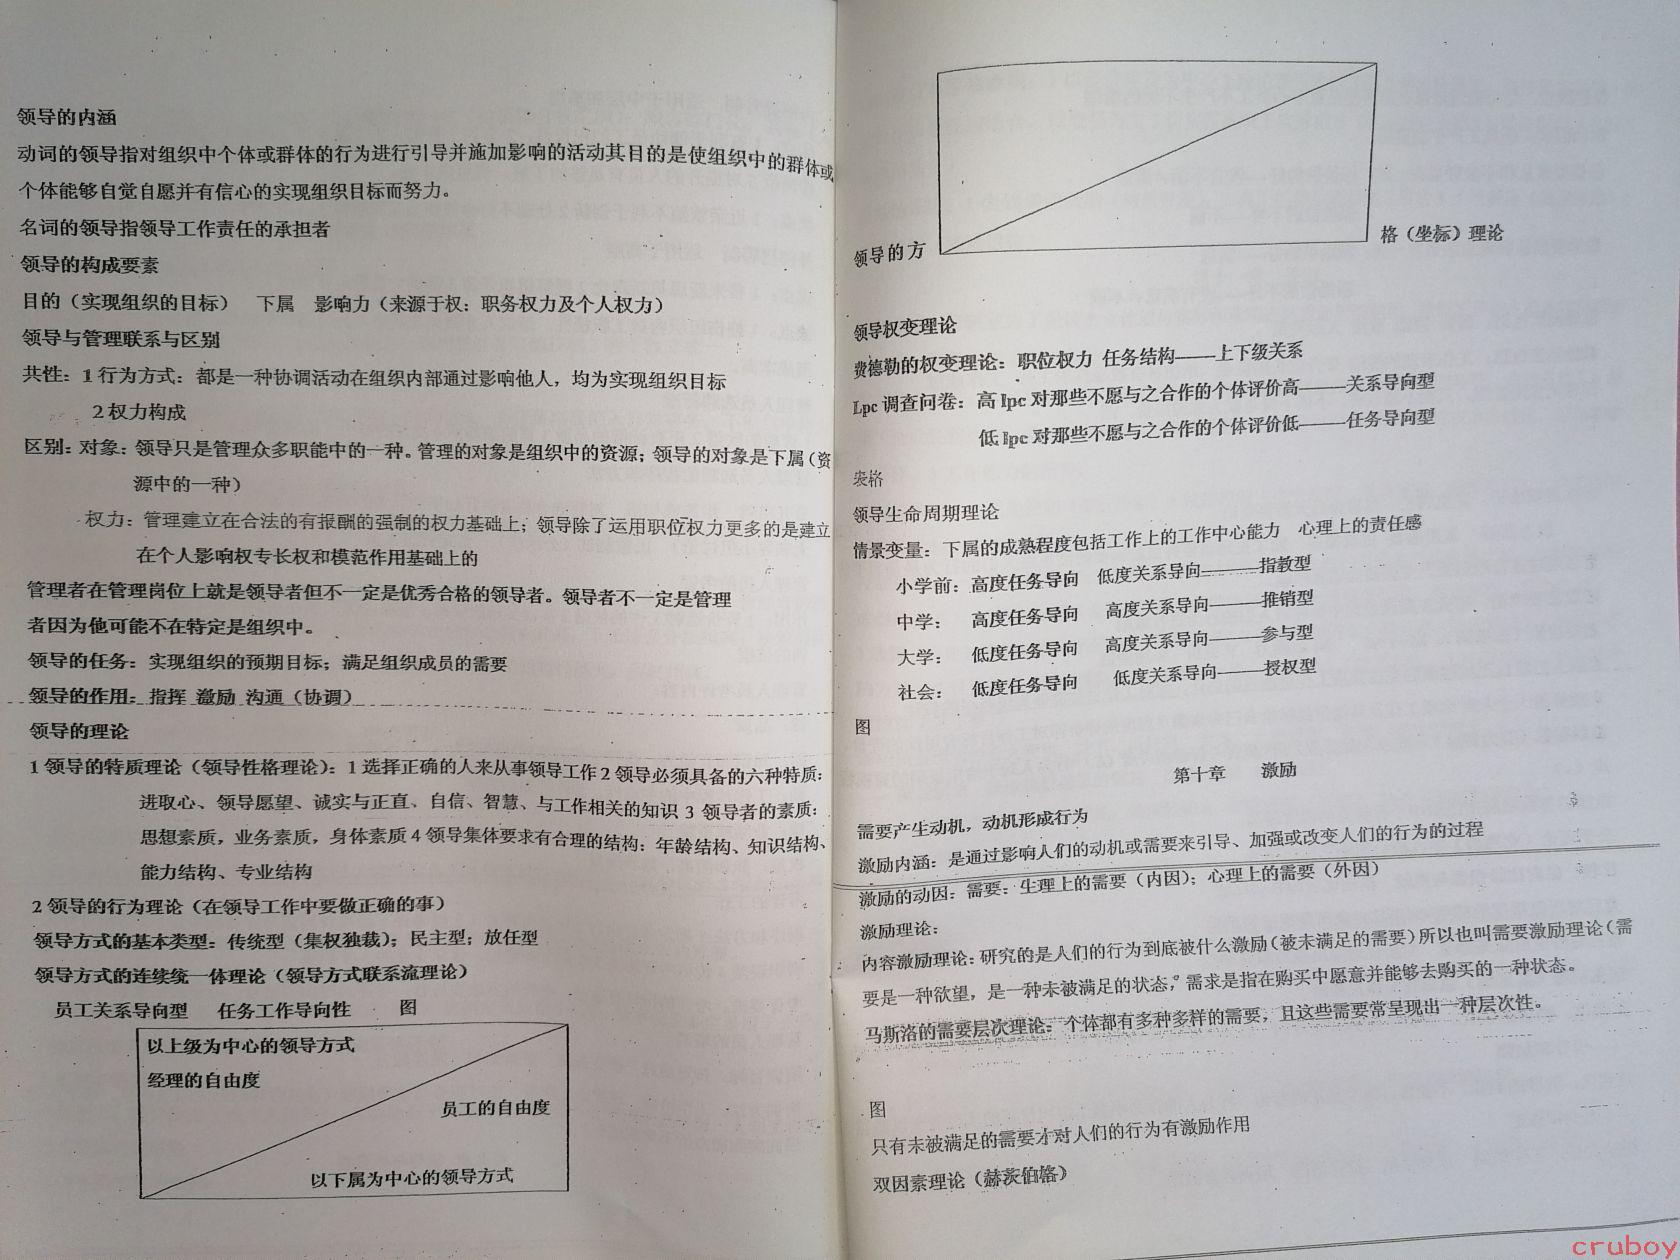 领导的内涵
动词的领导指对组织中个体或群体的行为进行引导并施加影响的活动其目的是使组织中的群体或
个体能够自觉自愿并有信心的实现组织目标而努力。
名词的领导指领导工作责任的承担者
领导的构成要素
目的（实现组织的目标） 下属 影响力（来源于权：职务权力及个人权力）
领导与管理联系与区别
共性：1 行为方式：都是一种协调活动在组织内部通过影响他人，均为实现组织目标
2 权力构成
区别：对象：领导只是管理众多职能中的一种。管理的对象是组织中的资源；领导的对象是下属（资
源中的一种）
权力：管理建立在合法的有报酬的强制的权力基础上；领导除了运用职位权力更多的是建立
在个人影响权专长权和模范作用基础上的
管理者在管理岗位上就是领导者但不一定是优秀合格的领导者。领导者不一定是管理
者因为他可能不在特定是组织中。
领导的任务：实现组织的预期目标；满足组织成员的需要
领导的作用：指挥 激励 沟通（协调）
领导的理论
1 领导的特质理论（领导性格理论）：1 选择正确的人来从事领导工作 2 领导必须具备的六种特质：
进取心、领导愿望、诚实与正直、自信、智慧、与工作相关的知识 3 领导者的素质：
思想素质，业务素质，身体素质 4 领导集体要求有合理的结构：年龄结构、知识结构、
能力结构、专业结构
2 领导的行为理论（在领导工作中要做正确的事）
领导方式的基本类型：传统型（集权独裁）；民主型；放任型
领导方式的连续统一体理论（领导方式联系流理论）
员工关系导向型 任务工作导向性 图
以上级为中心的领导方式
经理的自由度
员工的自由度
以下属为中心的领导方式
领导的方 格（坐标）理论
领导权变理论
费德勒的权变理论：职位权力 任务结构——上下级关系
Lpc 调查问卷：高 lpc 对那些不愿与之合作的个体评价高———关系导向型
低 lpc 对那些不愿与之合作的个体评价低———任务导向型
表格
领导生命周期理论
情景变量：下属的成熟程度包括工作上的工作中心能力 心理上的责任感
小学前：高度任务导向 低度关系导向———指教型
中学： 高度任务导向 高度关系导向———推销型
大学： 低度任务导向 高度关系导向———参与型
社会： 低度任务导向 低度关系导向———授权型
图
第十章 激励
需要产生动机，动机形成行为
激励内涵：是通过影响人们的动机或需要来引导、加强或改变人们的行为的过程
激励的动因：需要：生理上的需要（内因）；心理上的需要（外因）
激励理论：
内容激励理论：研究的是人们的行为到底被什么激励（被未满足的需要）所以也叫需要激励理论（需
要是一种欲望，是一种未被满足的状态，需求是指在购买中愿意并能够去购买的一种状态。
马斯洛的需要层次理论：个体都有多种多样的需要，且这些需要常呈现出一种层次性。
图
只有未被满足的需要才对人们的行为有激励作用
双因素理论（赫茨伯格）
cruboy